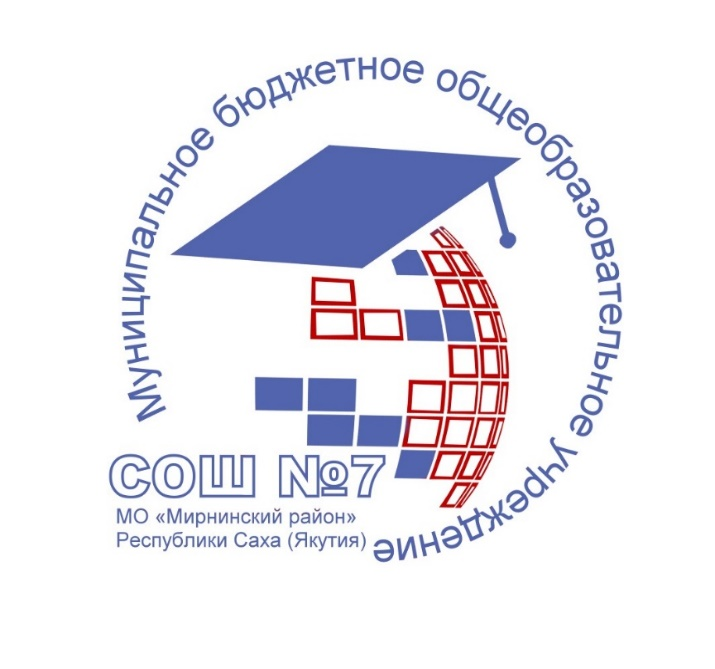 Муниципальное бюджетное общеобразовательное учреждение
СОШ №7
МО «Мирнинский район»
Республики Саха (Якутия)